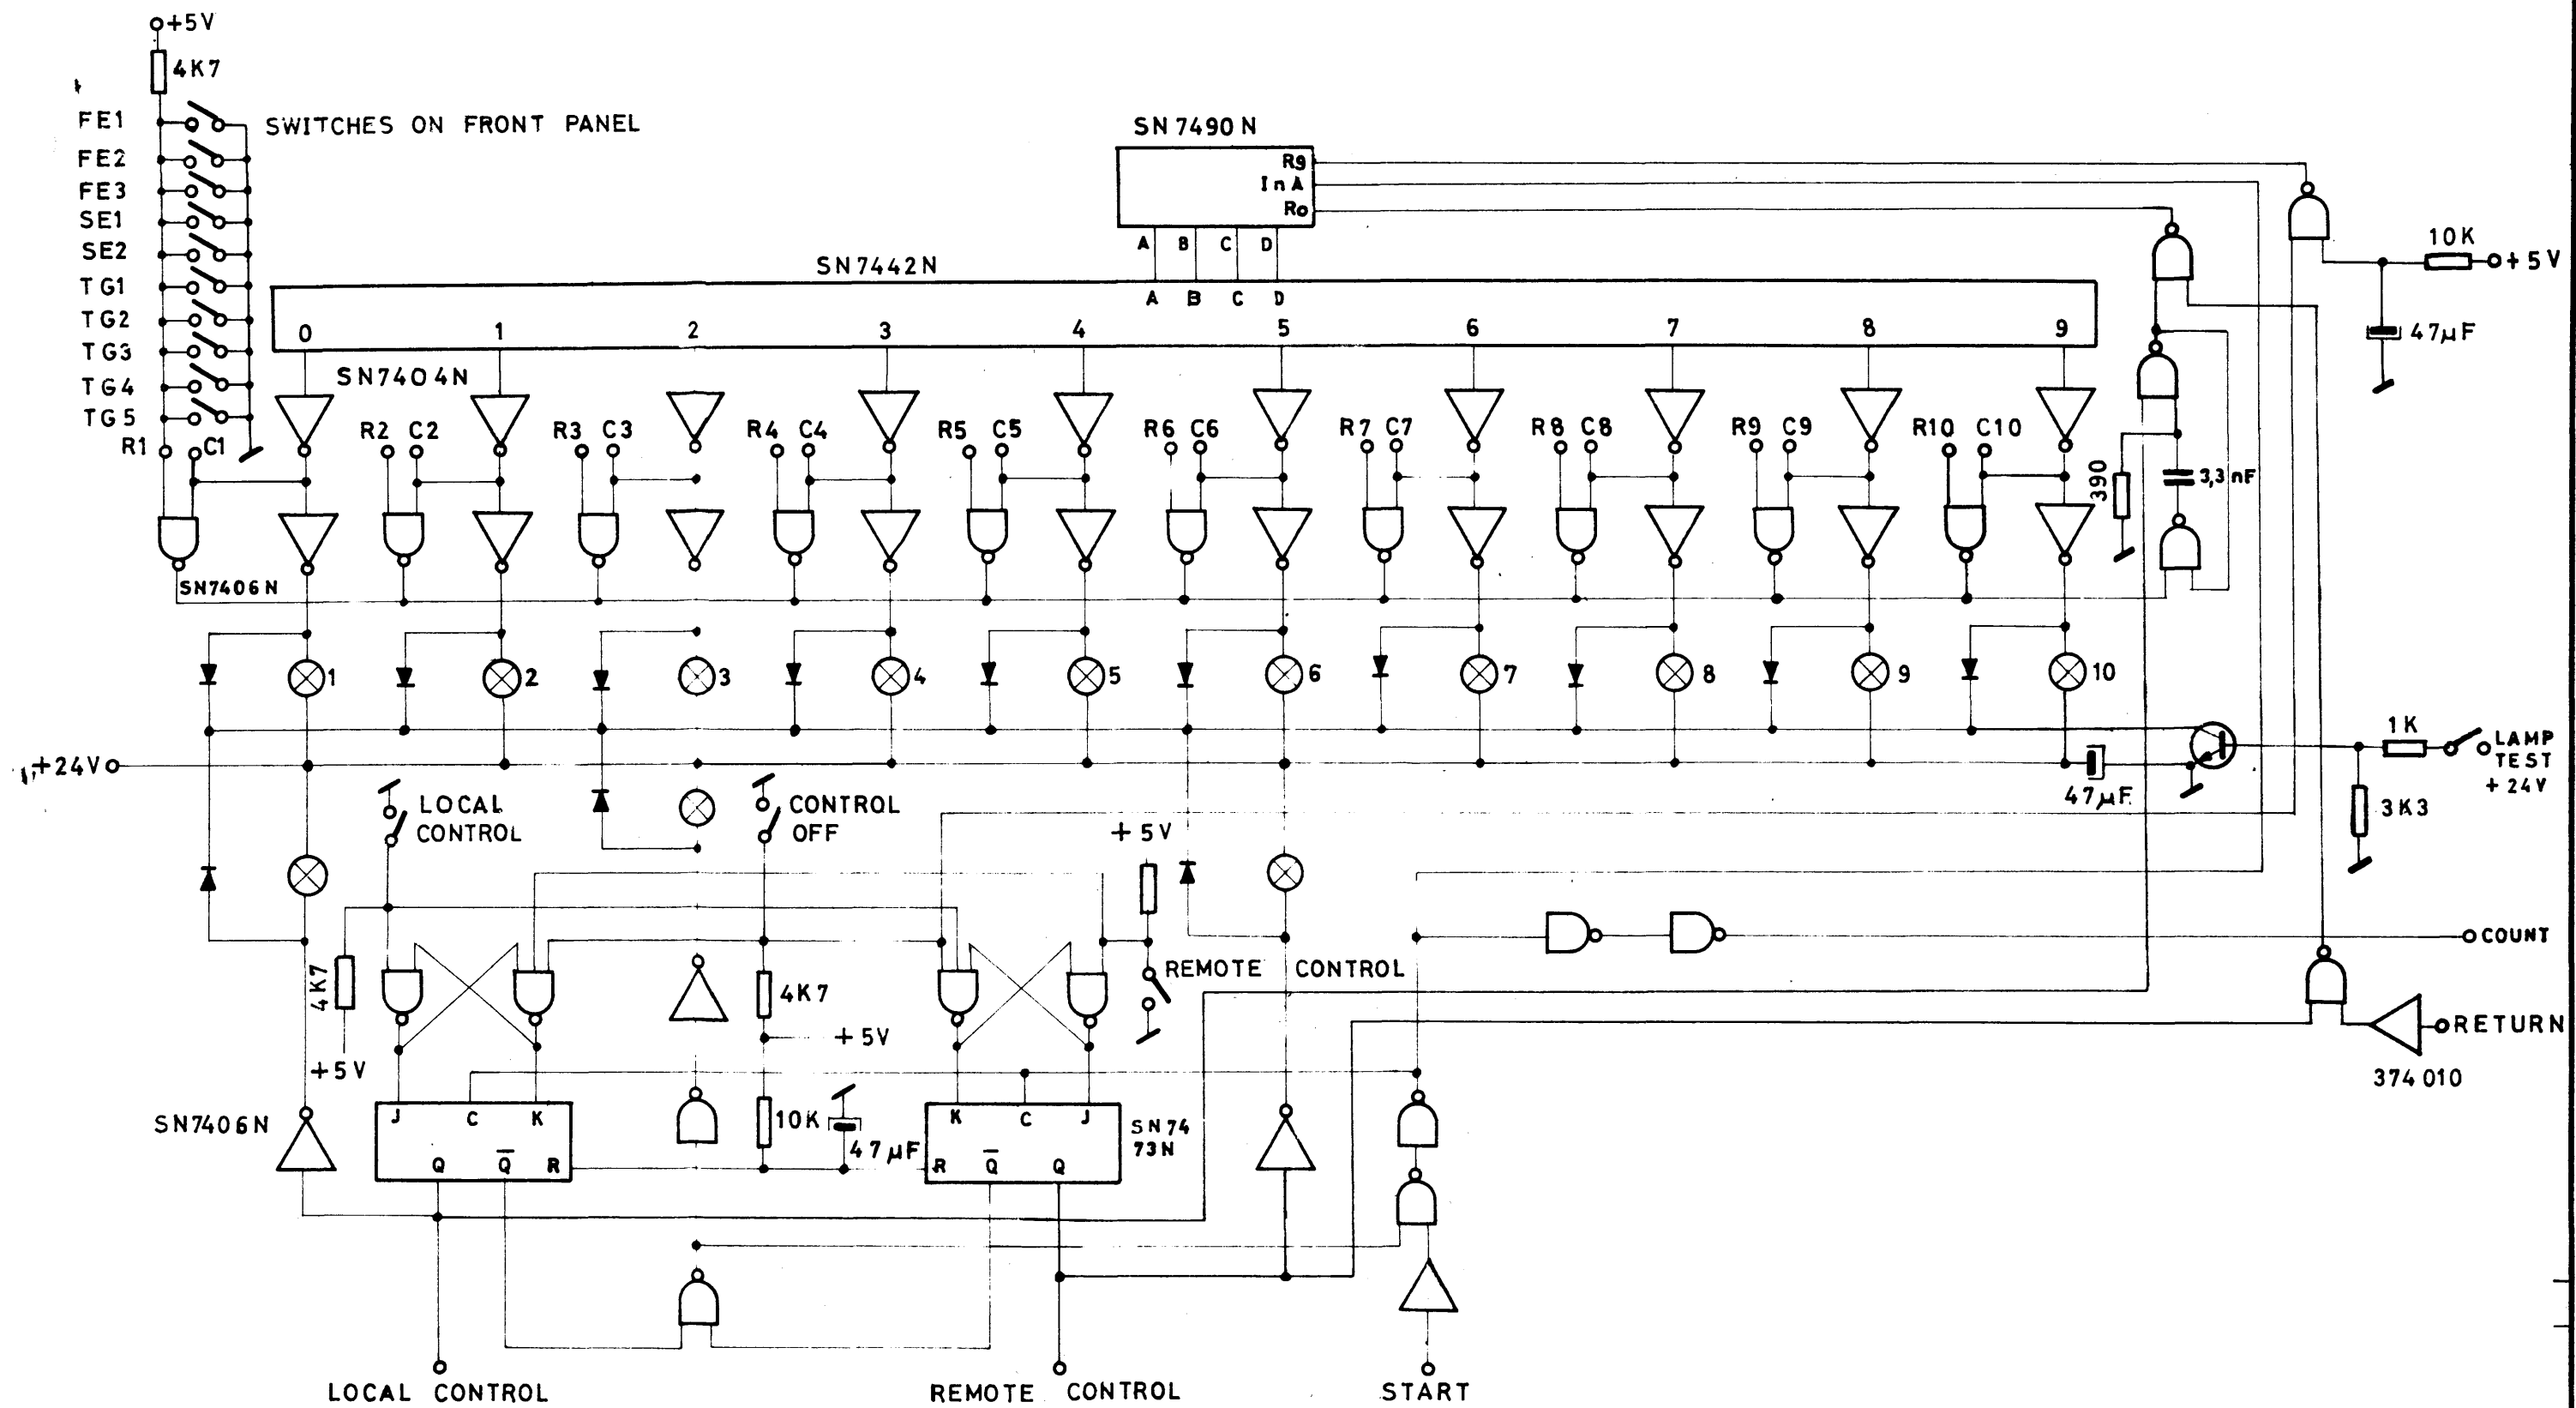 +5V
4K7
FE1
SWITCHES ON FRONT PANEL
FE2
FE3
SE1
SE2
TG1
TG2
TG3
TG4
TG5
R1 C1
SN7490N
R9
InA
Ro
A B C D
SN7442N
A B C D
0 1 2 3 4 5 6 7 8 9
10K
+5V
47µF
SN7404N
R2 C2 R3 C3 R4 C4 R5 C5 R6 C6 R7 C7 R8 C8 R9 C9 R10 C10
390
3,3nF
SN7406N
1 2 3 4 5 6 7 8 9 10
+24V
1K
LAMP
TEST
+24V
47µF
3K3
LOCAL
CONTROL
CONTROL
OFF
+5V
4K7
+5V
4K7
+5V
REMOTE CONTROL
COUNT
RETURN
374010
SN7406N
J C K
Q Q̅ R
10K
47µF
K C J
R Q̅ Q
SN74
73N
LOCAL CONTROL
REMOTE CONTROL
START